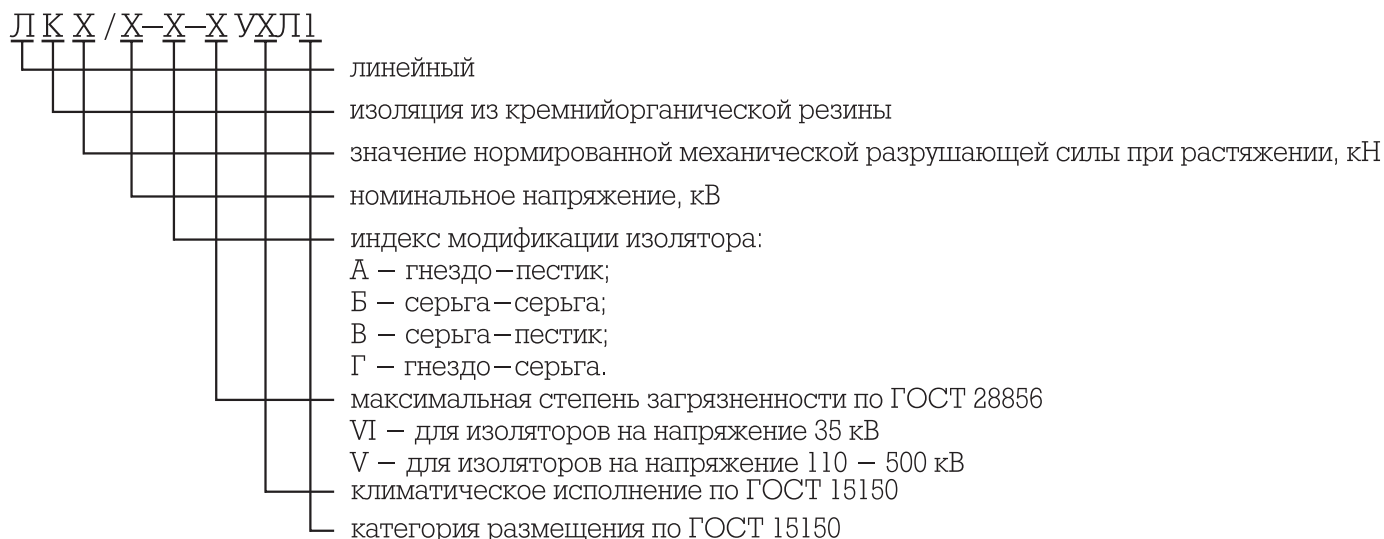 ЛКХ/Х–Х–Х УХЛ1
линейный
изоляция из кремнийорганической резины
значение нормированной механической разрушающей силы при растяжении, кН
номинальное напряжение, кВ
индекс модификации изолятора:
А – гнездо–пестик;
Б – серьга–серьга;
В – серьга–пестик;
Г – гнездо–серьга.
максимальная степень загрязненности по ГОСТ 28856
VI – для изоляторов на напряжение 35 кВ
V – для изоляторов на напряжение 110 – 500 кВ
климатическое исполнение по ГОСТ 15150
категория размещения по ГОСТ 15150